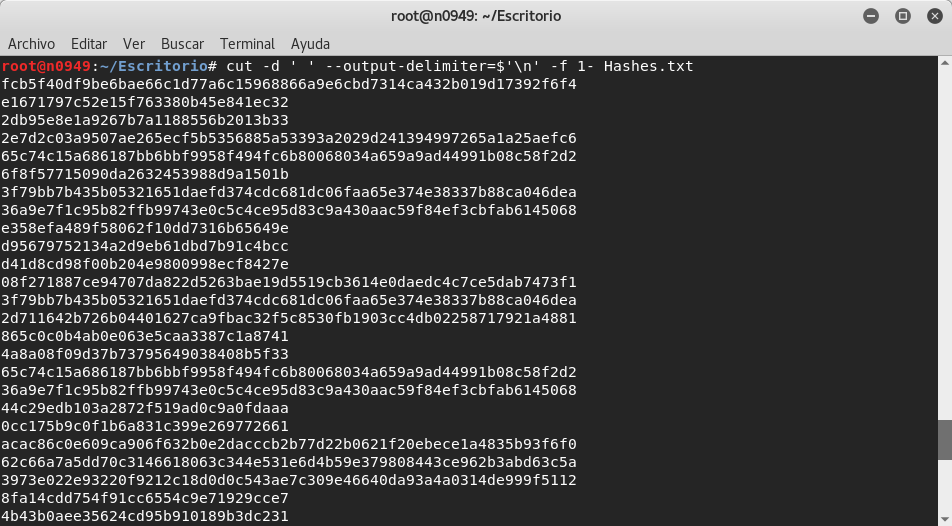 root@n0949: ~/Escritorio
Archivo Editar Ver Buscar Terminal Ayuda
root@n0949:~/Escritorio# cut -d ' ' --output-delimiter=$'\n' -f 1- Hashes.txt
fcb5f40df9be6bae66c1d77a6c15968866a9e6cbd7314ca432b019d17392f6f4
e1671797c52e15f763380b45e841ec32
2db95e8e1a9267b7a1188556b2013b33
2e7d2c03a9507ae265ecf5b5356885a53393a2029d241394997265a1a25aefc6
65c74c15a686187bb6bbf9958f494fc6b80068034a659a9ad44991b08c58f2d2
6f8f57715090da2632453988d9a1501b
3f79bb7b435b05321651daefd374cdc681dc06faa65e374e38337b88ca046dea
36a9e7f1c95b82ffb99743e0c5c4ce95d83c9a430aac59f84ef3cbfab6145068
e358efa489f58062f10dd7316b65649e
d95679752134a2d9eb61dbd7b91c4bcc
d41d8cd98f00b204e9800998ecf8427e
08f271887ce94707da822d5263bae19d5519cb3614e0daedc4c7ce5dab7473f1
3f79bb7b435b05321651daefd374cdc681dc06faa65e374e38337b88ca046dea
2d711642b726b04401627ca9fbac32f5c8530fb1903cc4db02258717921a4881
865c0c0b4ab0e063e5caa3387c1a8741
4a8a08f09d37b73795649038408b5f33
65c74c15a686187bb6bbf9958f494fc6b80068034a659a9ad44991b08c58f2d2
36a9e7f1c95b82ffb99743e0c5c4ce95d83c9a430aac59f84ef3cbfab6145068
44c29edb103a2872f519ad0c9a0fdaaa
0cc175b9c0f1b6a831c399e269772661
acac86c0e609ca906f632b0e2dacccb2b77d22b0621f20ebece1a4835b93f6f0
62c66a7a5dd70c3146618063c344e531e6d4b59e379808443ce962b3abd63c5a
3973e022e93220f9212c18d0d0c543ae7c309e46640da93a4a0314de999f5112
8fa14cdd754f91cc6554c9e71929cce7
4b43b0aee35624cd95b910189b3dc231